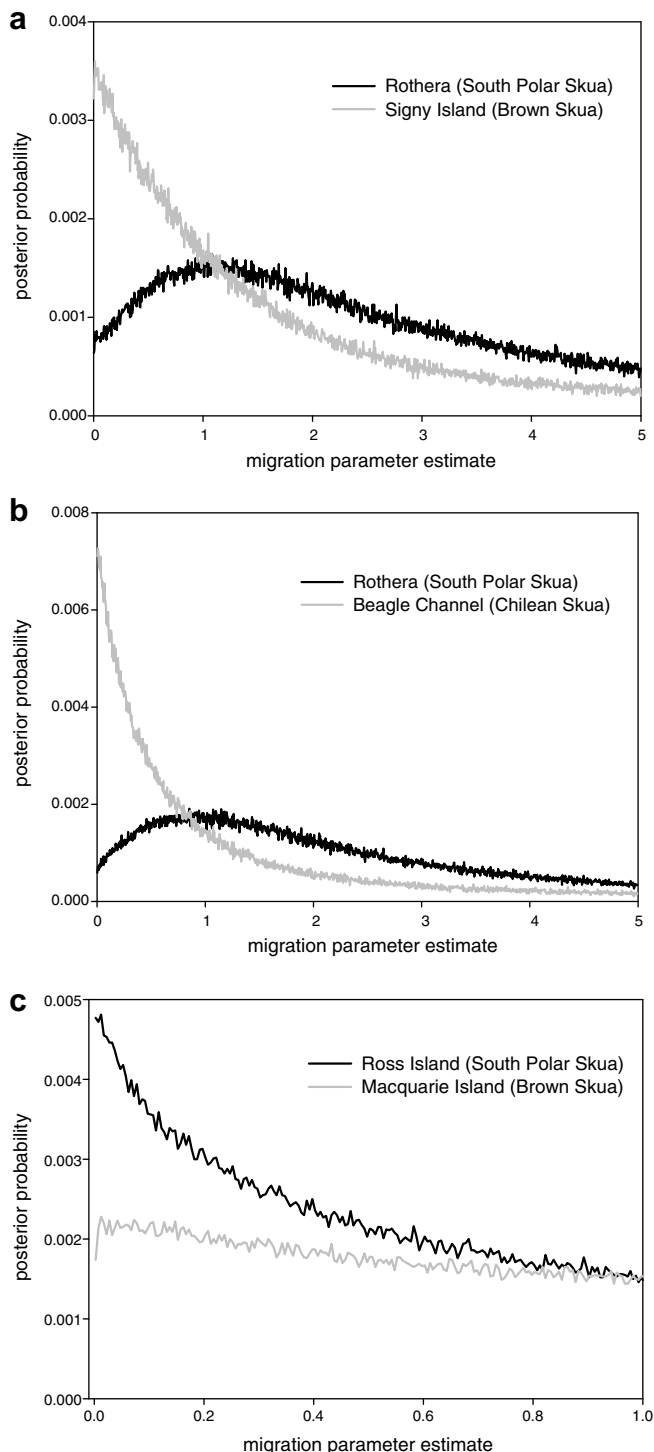 a
0.004
0.003
0.002
0.001
0.000
posterior probability
Rothera (South Polar Skua)
Signy Island (Brown Skua)
0 1 2 3 4 5
migration parameter estimate
b
0.008
0.006
0.004
0.002
0.000
posterior probability
Rothera (South Polar Skua)
Beagle Channel (Chilean Skua)
0 1 2 3 4 5
migration parameter estimate
c
0.005
0.004
0.003
0.002
0.001
0.000
posterior probability
Ross Island (South Polar Skua)
Macquarie Island (Brown Skua)
0.0 0.2 0.4 0.6 0.8 1.0
migration parameter estimate